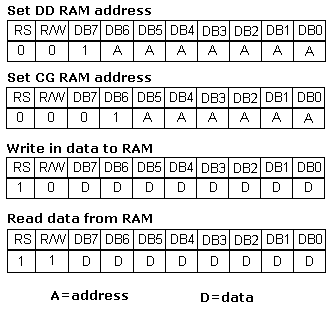 Set DD RAM address
RS R/W DB7 DB6 DB5 DB4 DB3 DB2 DB1 DB0
0 0 1 A A A A A A A
Set CG RAM address
RS R/W DB7 DB6 DB5 DB4 DB3 DB2 DB1 DB0
0 0 0 1 A A A A A A
Write in data to RAM
RS R/W DB7 DB6 DB5 DB4 DB3 DB2 DB1 DB0
1 0 D D D D D D D D
Read data from RAM
RS R/W DB7 DB6 DB5 DB4 DB3 DB2 DB1 DB0
1 1 D D D D D D D D
A=address D=data